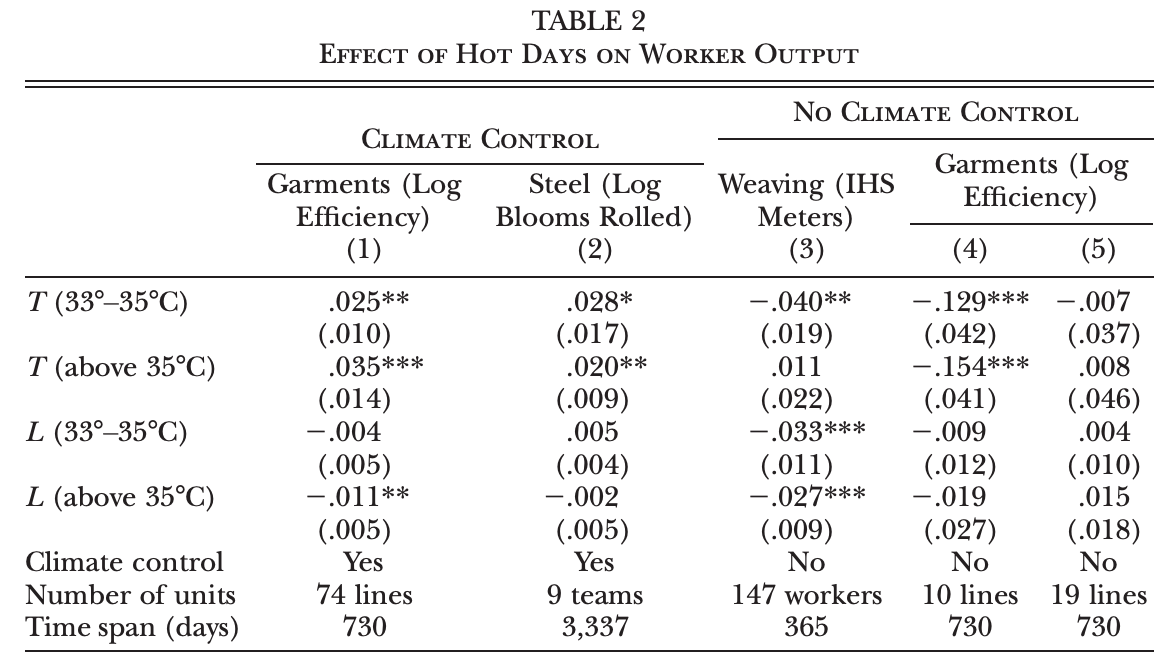 TABLE 2
Effect of Hot Days on Worker Output
No Climate Control
Climate Control
Garments (Log Efficiency) Steel (Log Blooms Rolled) Weaving (IHS Meters) Garments (Log Efficiency)
(1) (2) (3) (4) (5)
T (33°–35°C) .025** .028* −.040** −.129*** −.007
(.010) (.017) (.019) (.042) (.037)
T (above 35°C) .035*** .020** .011 −.154*** .008
(.014) (.009) (.022) (.041) (.046)
L (33°–35°C) −.004 .005 −.033*** −.009 .004
(.005) (.004) (.011) (.012) (.010)
L (above 35°C) −.011** −.002 −.027*** −.019 .015
(.005) (.005) (.009) (.027) (.018)
Climate control Yes Yes No No No
Number of units 74 lines 9 teams 147 workers 10 lines 19 lines
Time span (days) 730 3,337 365 730 730